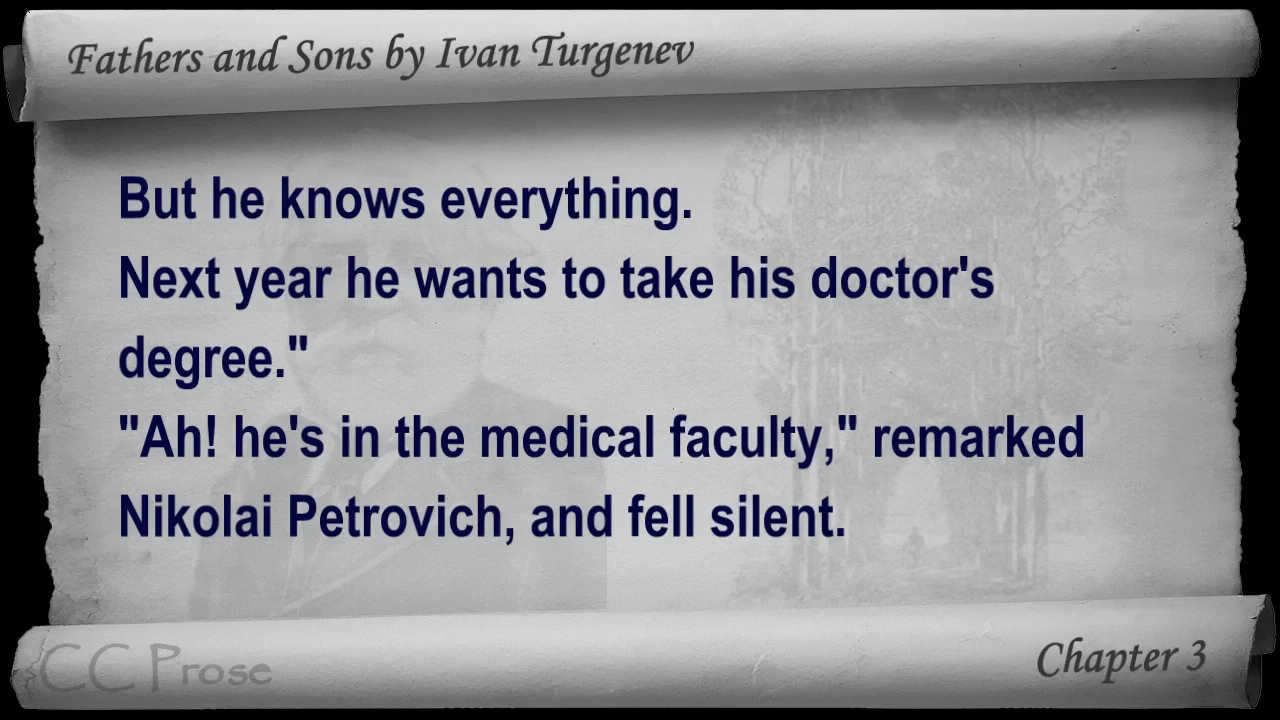 Fathers and Sons by Ivan Turgenev
But he knows everything.
Next year he wants to take his doctor's
degree."
"Ah! he's in the medical faculty," remarked
Nikolai Petrovich, and fell silent.
CC Prose
Chapter 3